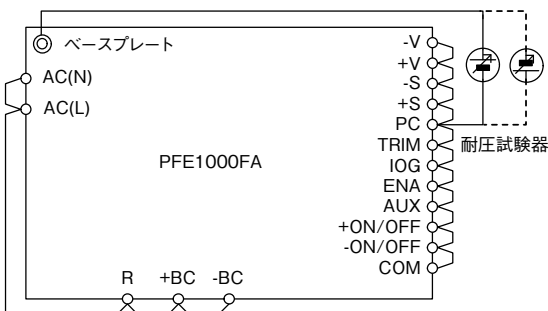 ベースプレート
AC(N)
AC(L)
PFE1000FA
-V
+V
-S
+S
PC
TRIM
IOG
ENA
AUX
+ON/OFF
-ON/OFF
COM
耐圧試験器
R +BC -BC